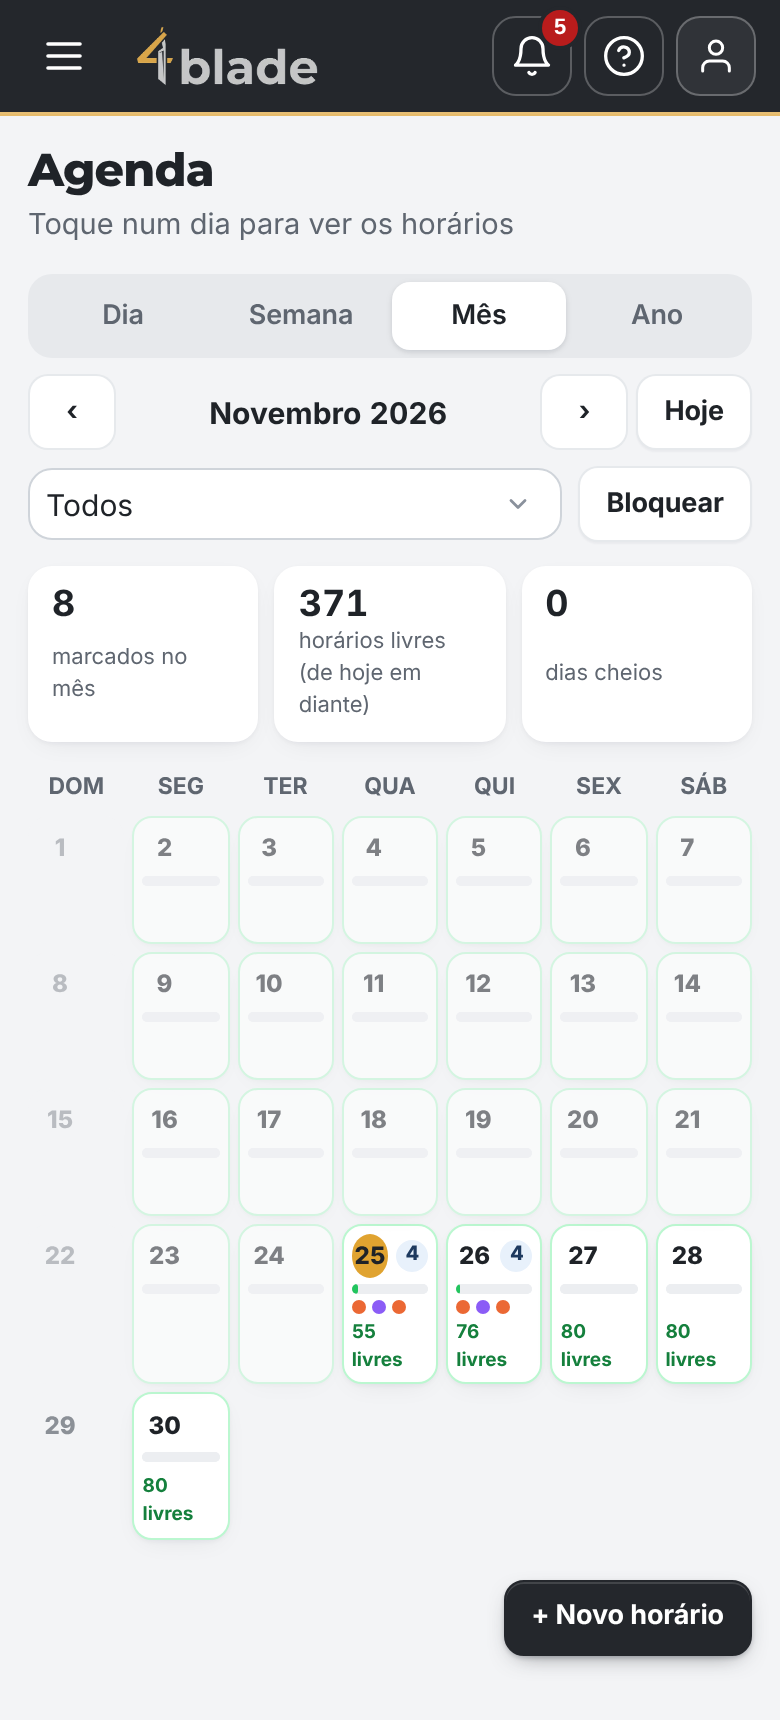 4blade
5
Agenda
Toque num dia para ver os horários
Dia Semana Mês Ano
‹ Novembro 2026 › Hoje
Todos Bloquear
8
marcados no
mês
371
horários livres
(de hoje em
diante)
0
dias cheios
DOM SEG TER QUA QUI SEX SÁB
1 2 3 4 5 6 7
8 9 10 11 12 13 14
15 16 17 18 19 20 21
22 23 24 25 4 26 4 27 28
55 76 80 80
livres livres livres livres
29 30
80
livres
+ Novo horário